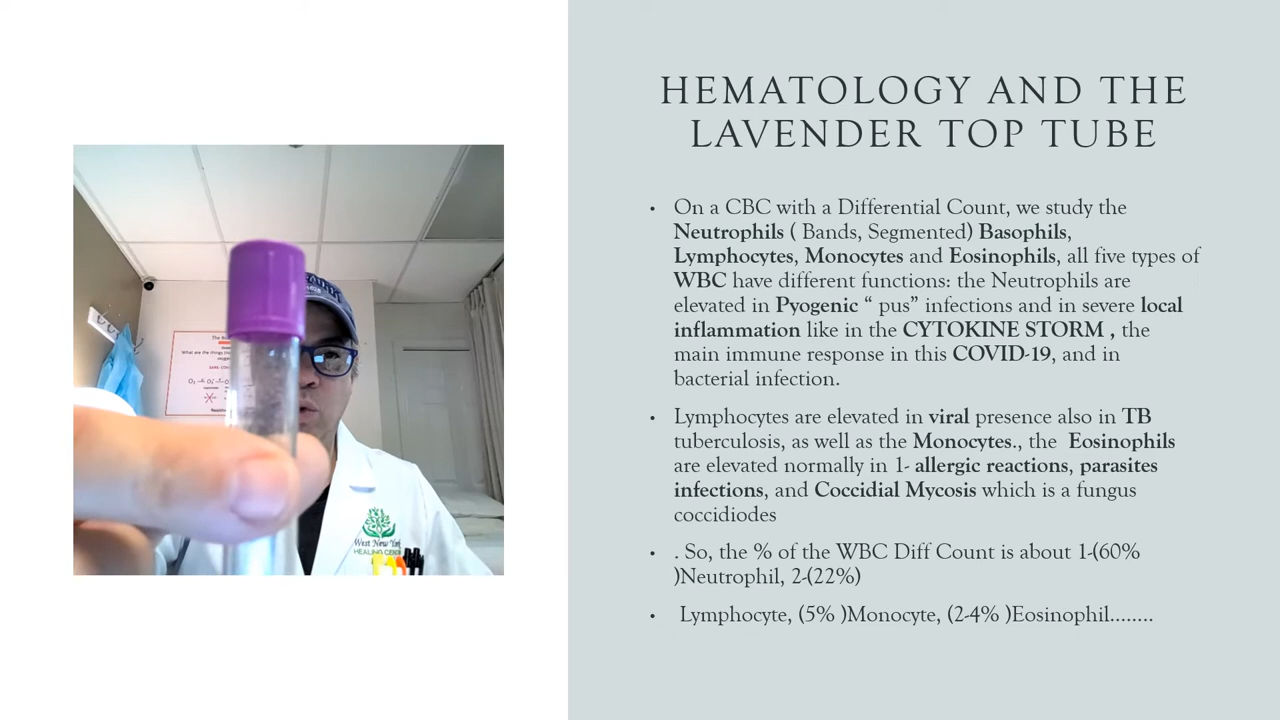 HEMATOLOGY AND THE
LAVENDER TOP TUBE
• On a CBC with a Differential Count, we study the
Neutrophils ( Bands, Segmented) Basophils,
Lymphocytes, Monocytes and Eosinophils, all five types of
WBC have different functions: the Neutrophils are
elevated in Pyogenic “ pus” infections and in severe local
inflammation like in the CYTOKINE STORM , the
main immune response in this COVID-19, and in
bacterial infection.
• Lymphocytes are elevated in viral presence also in TB
tuberculosis, as well as the Monocytes., the Eosinophils
are elevated normally in 1- allergic reactions, parasites
infections, and Coccidial Mycosis which is a fungus
coccidiodes
• . So, the % of the WBC Diff Count is about 1-(60%
)Neutrophil, 2-(22%)
• Lymphocyte, (5% )Monocyte, (2-4% )Eosinophil........
What are the things
West New York
HEALING